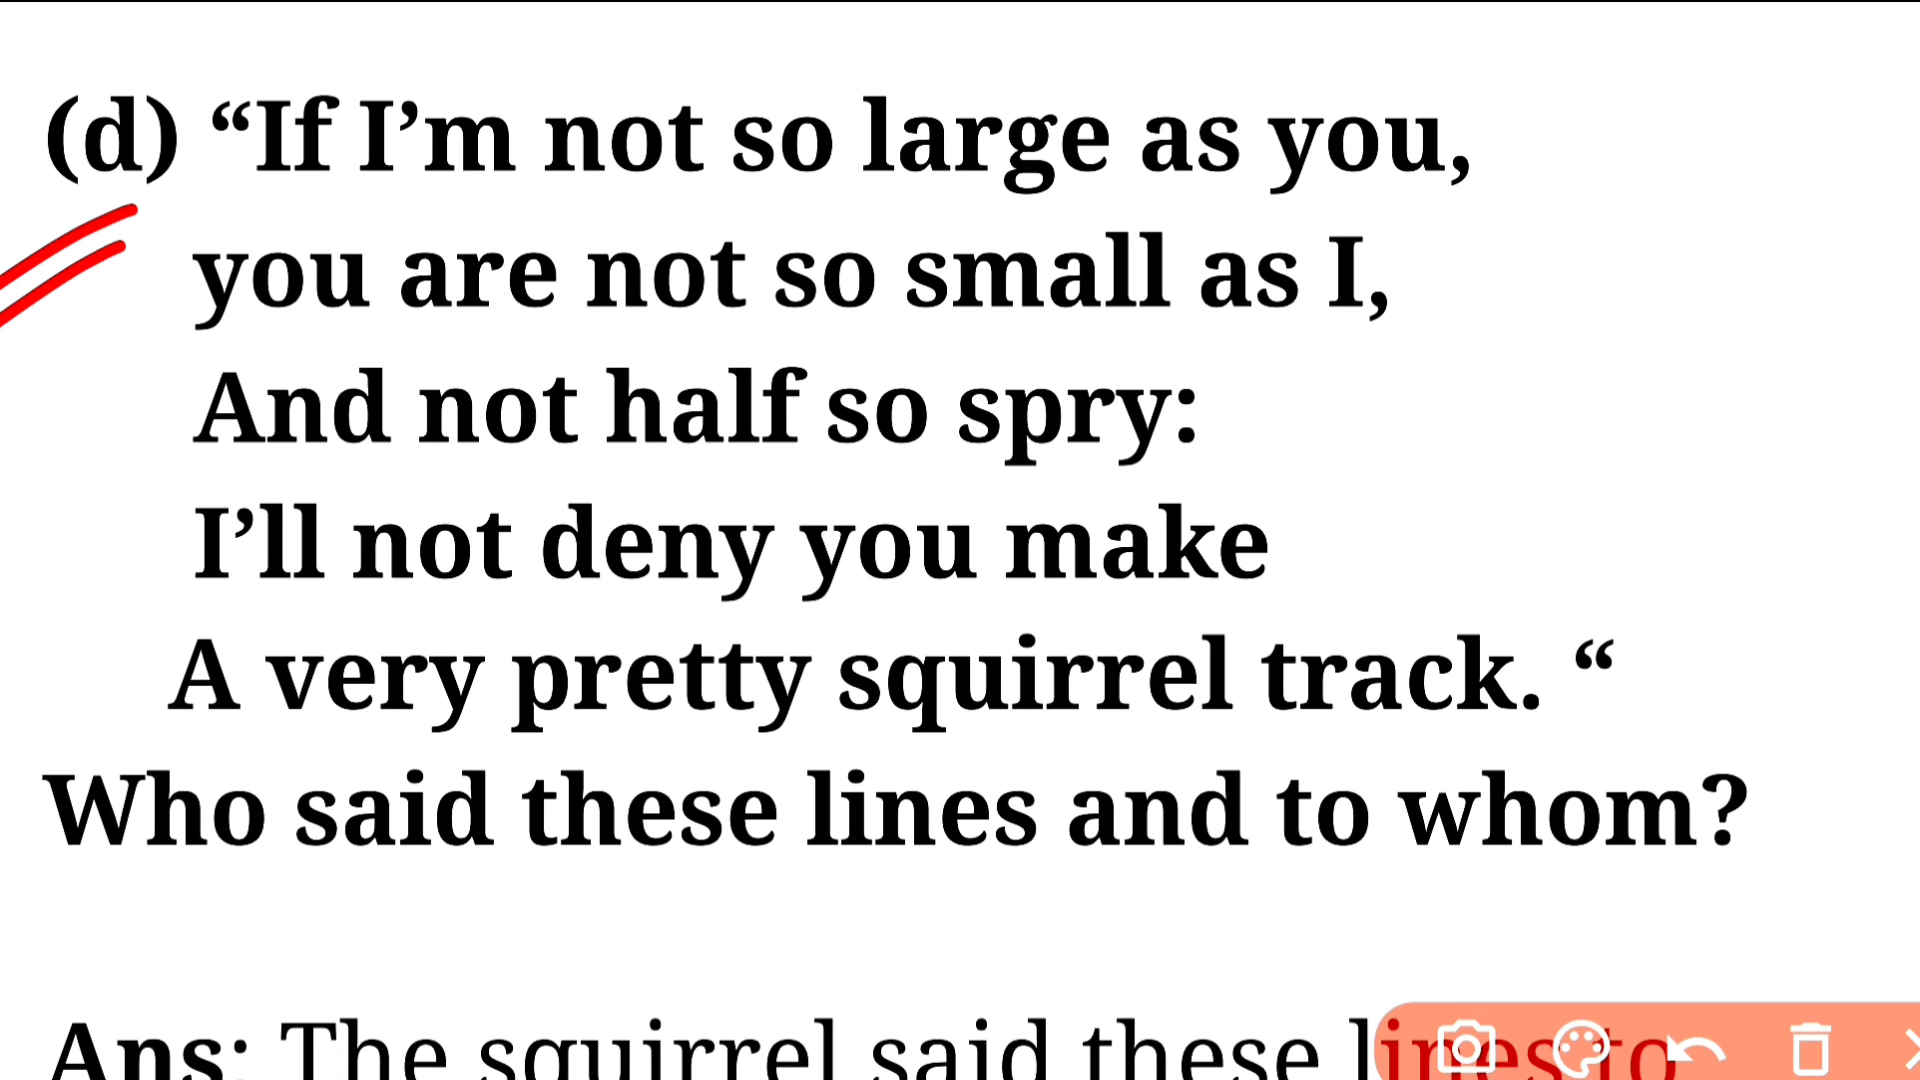 (d) “If I’m not so large as you,
you are not so small as I,
And not half so spry:
I’ll not deny you make
A very pretty squirrel track. “
Who said these lines and to whom?
Ans: The squirrel said these lines to